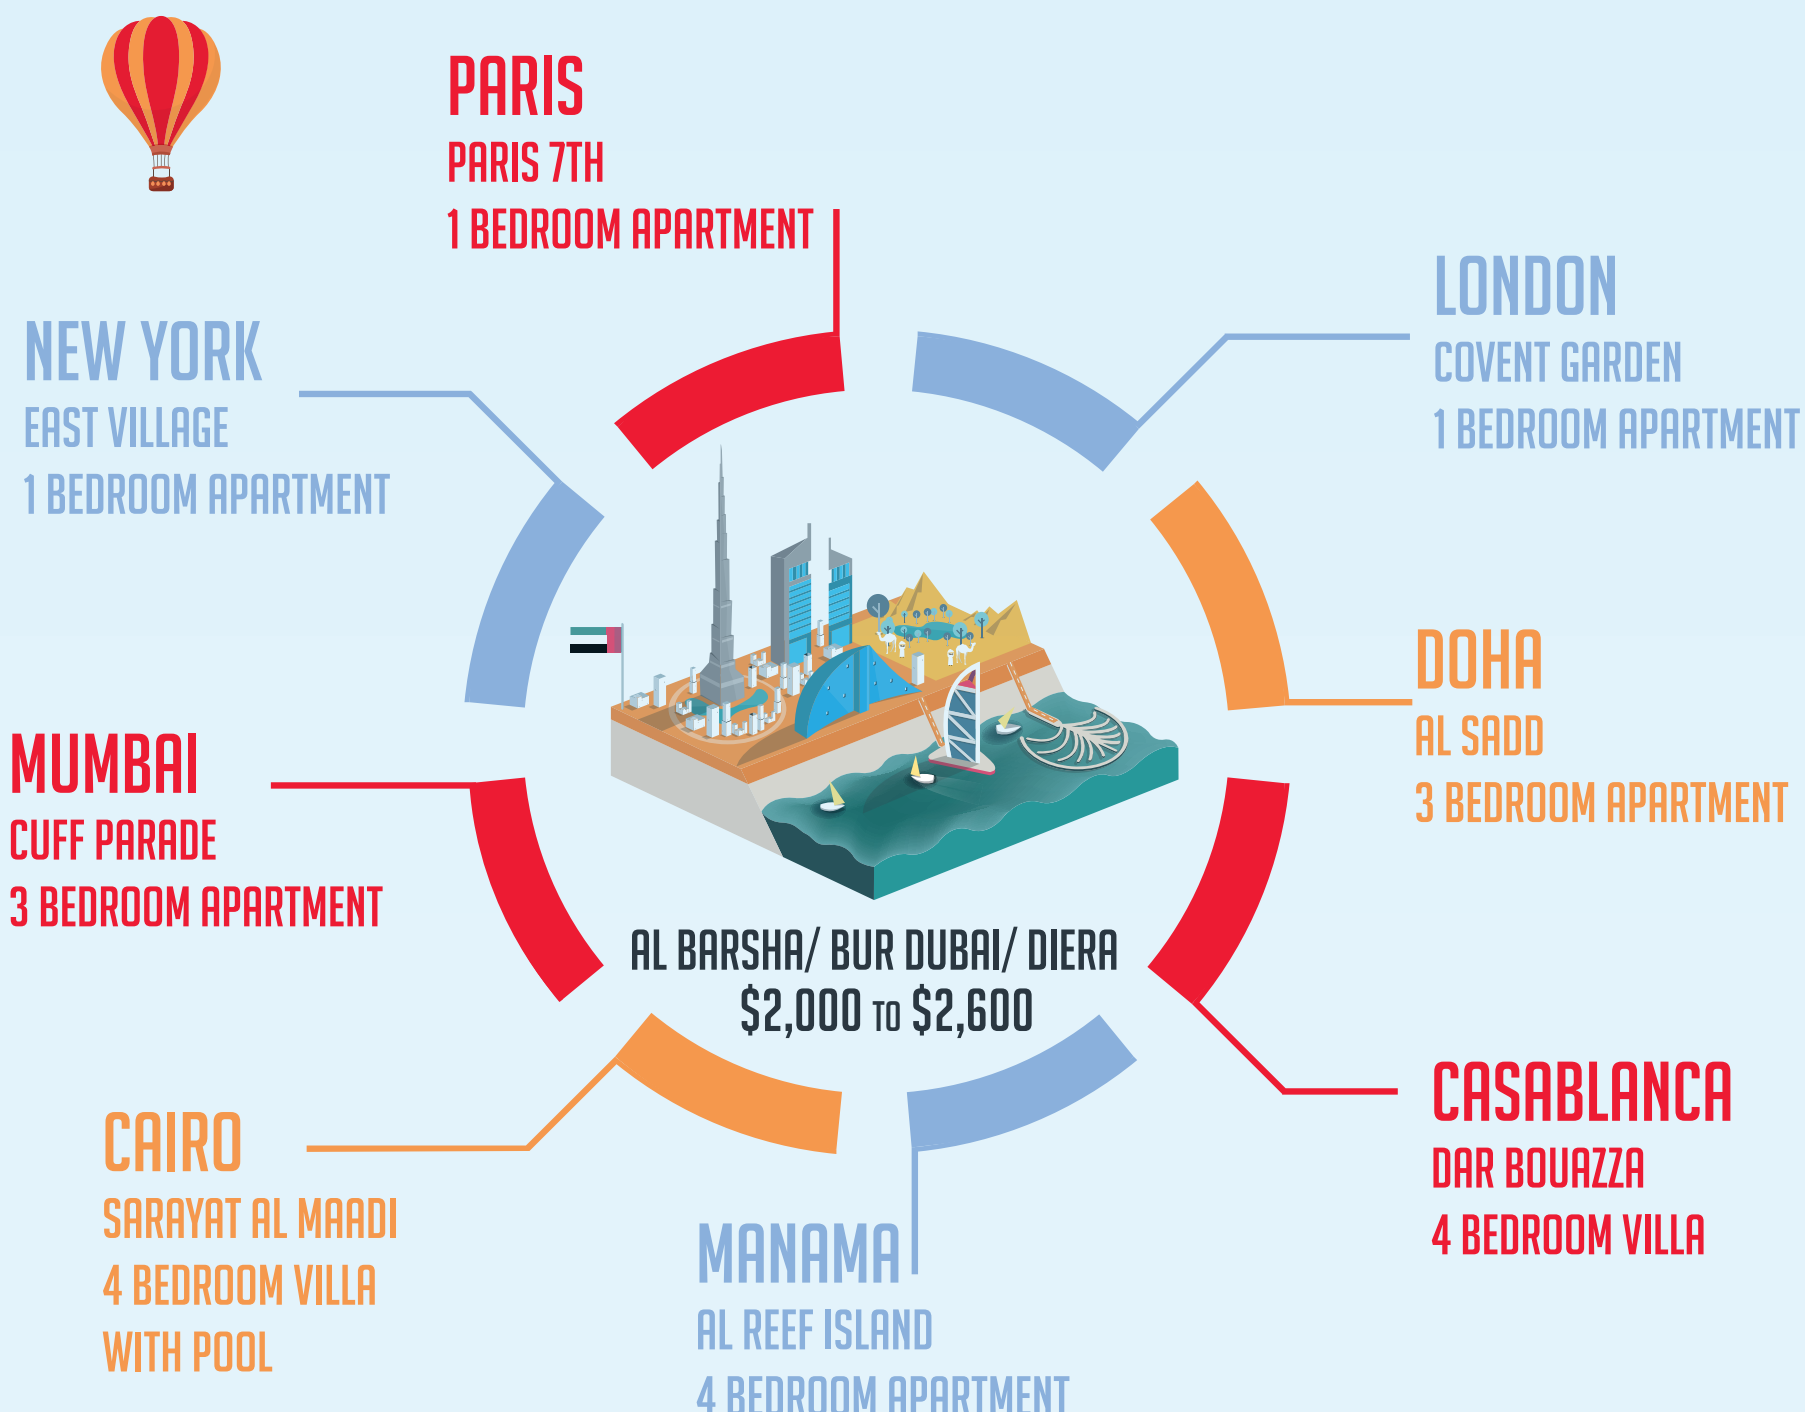 PARIS
PARIS 7TH
1 BEDROOM APARTMENT
LONDON
COVENT GARDEN
1 BEDROOM APARTMENT
NEW YORK
EAST VILLAGE
1 BEDROOM APARTMENT
DOHA
AL SADD
3 BEDROOM APARTMENT
MUMBAI
CUFF PARADE
3 BEDROOM APARTMENT
AL BARSHA/ BUR DUBAI/ DIERA
$2,000 TO $2,600
CASABLANCA
DAR BOUAZZA
4 BEDROOM VILLA
CAIRO
SARAYAT AL MAADI
4 BEDROOM VILLA
WITH POOL
MANAMA
AL REEF ISLAND
4 BEDROOM APARTMENT